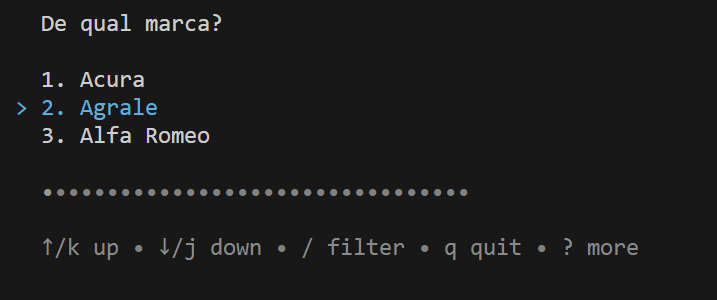 De qual marca?
1. Acura
> 2. Agrale
3. Alfa Romeo
•••••••••••••••••••••••••••••••••
↑/k up • ↓/j down • / filter • q quit • ? more